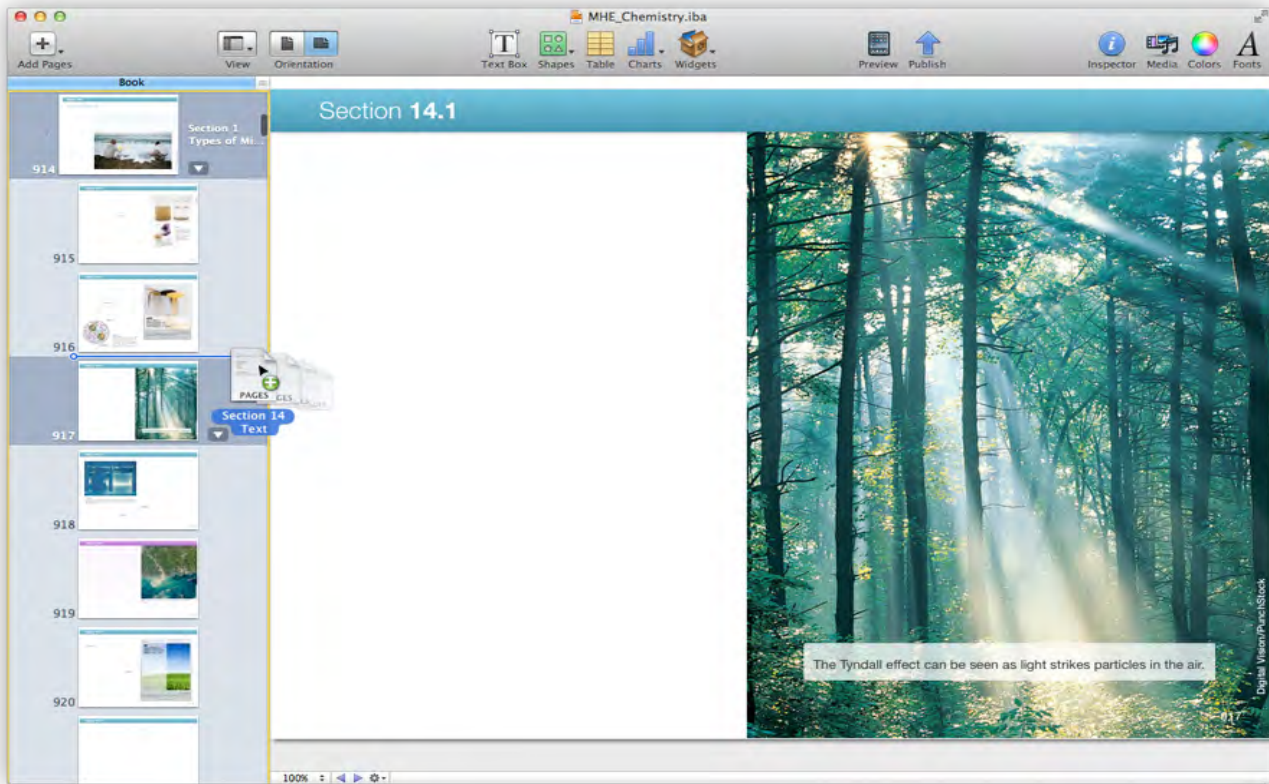 MHE_Chemistry.iba
Add Pages
View
Orientation
Text Box
Shapes
Table
Charts
Widgets
Preview
Publish
Inspector
Media
Colors
Fonts
Book
Section 1
Types of Mi...
914
915
916
917
918
919
920
PAGES
Section 14
Text
Section 14.1
The Tyndall effect can be seen as light strikes particles in the air.
Digital Vision/PunchStock
917
100%